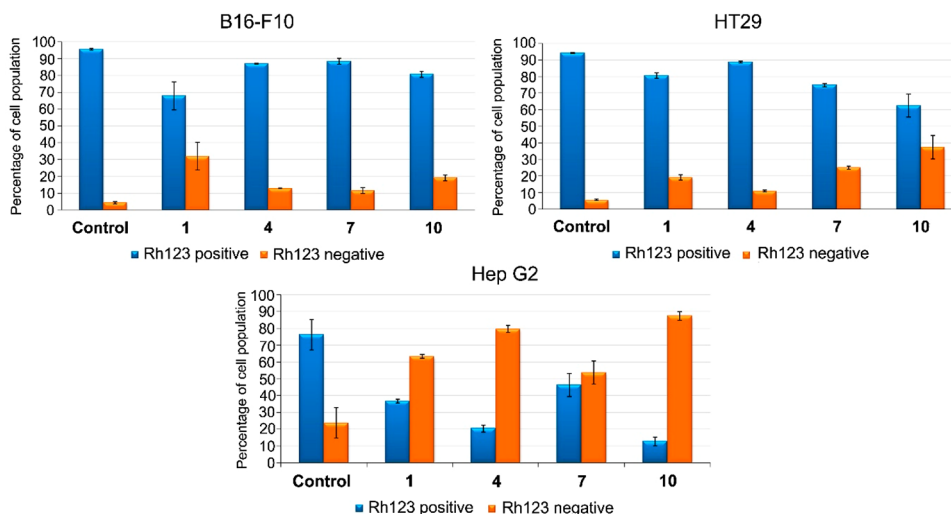 B16-F10
Percentage of cell population
100
90
80
70
60
50
40
30
20
10
0
Control 1 4 7 10
Rh123 positive Rh123 negative
HT29
Percentage of cell population
100
90
80
70
60
50
40
30
20
10
0
Control 1 4 7 10
Rh123 positive Rh123 negative
Hep G2
Percentage of cell population
100
90
80
70
60
50
40
30
20
10
0
Control 1 4 7 10
Rh123 positive Rh123 negative